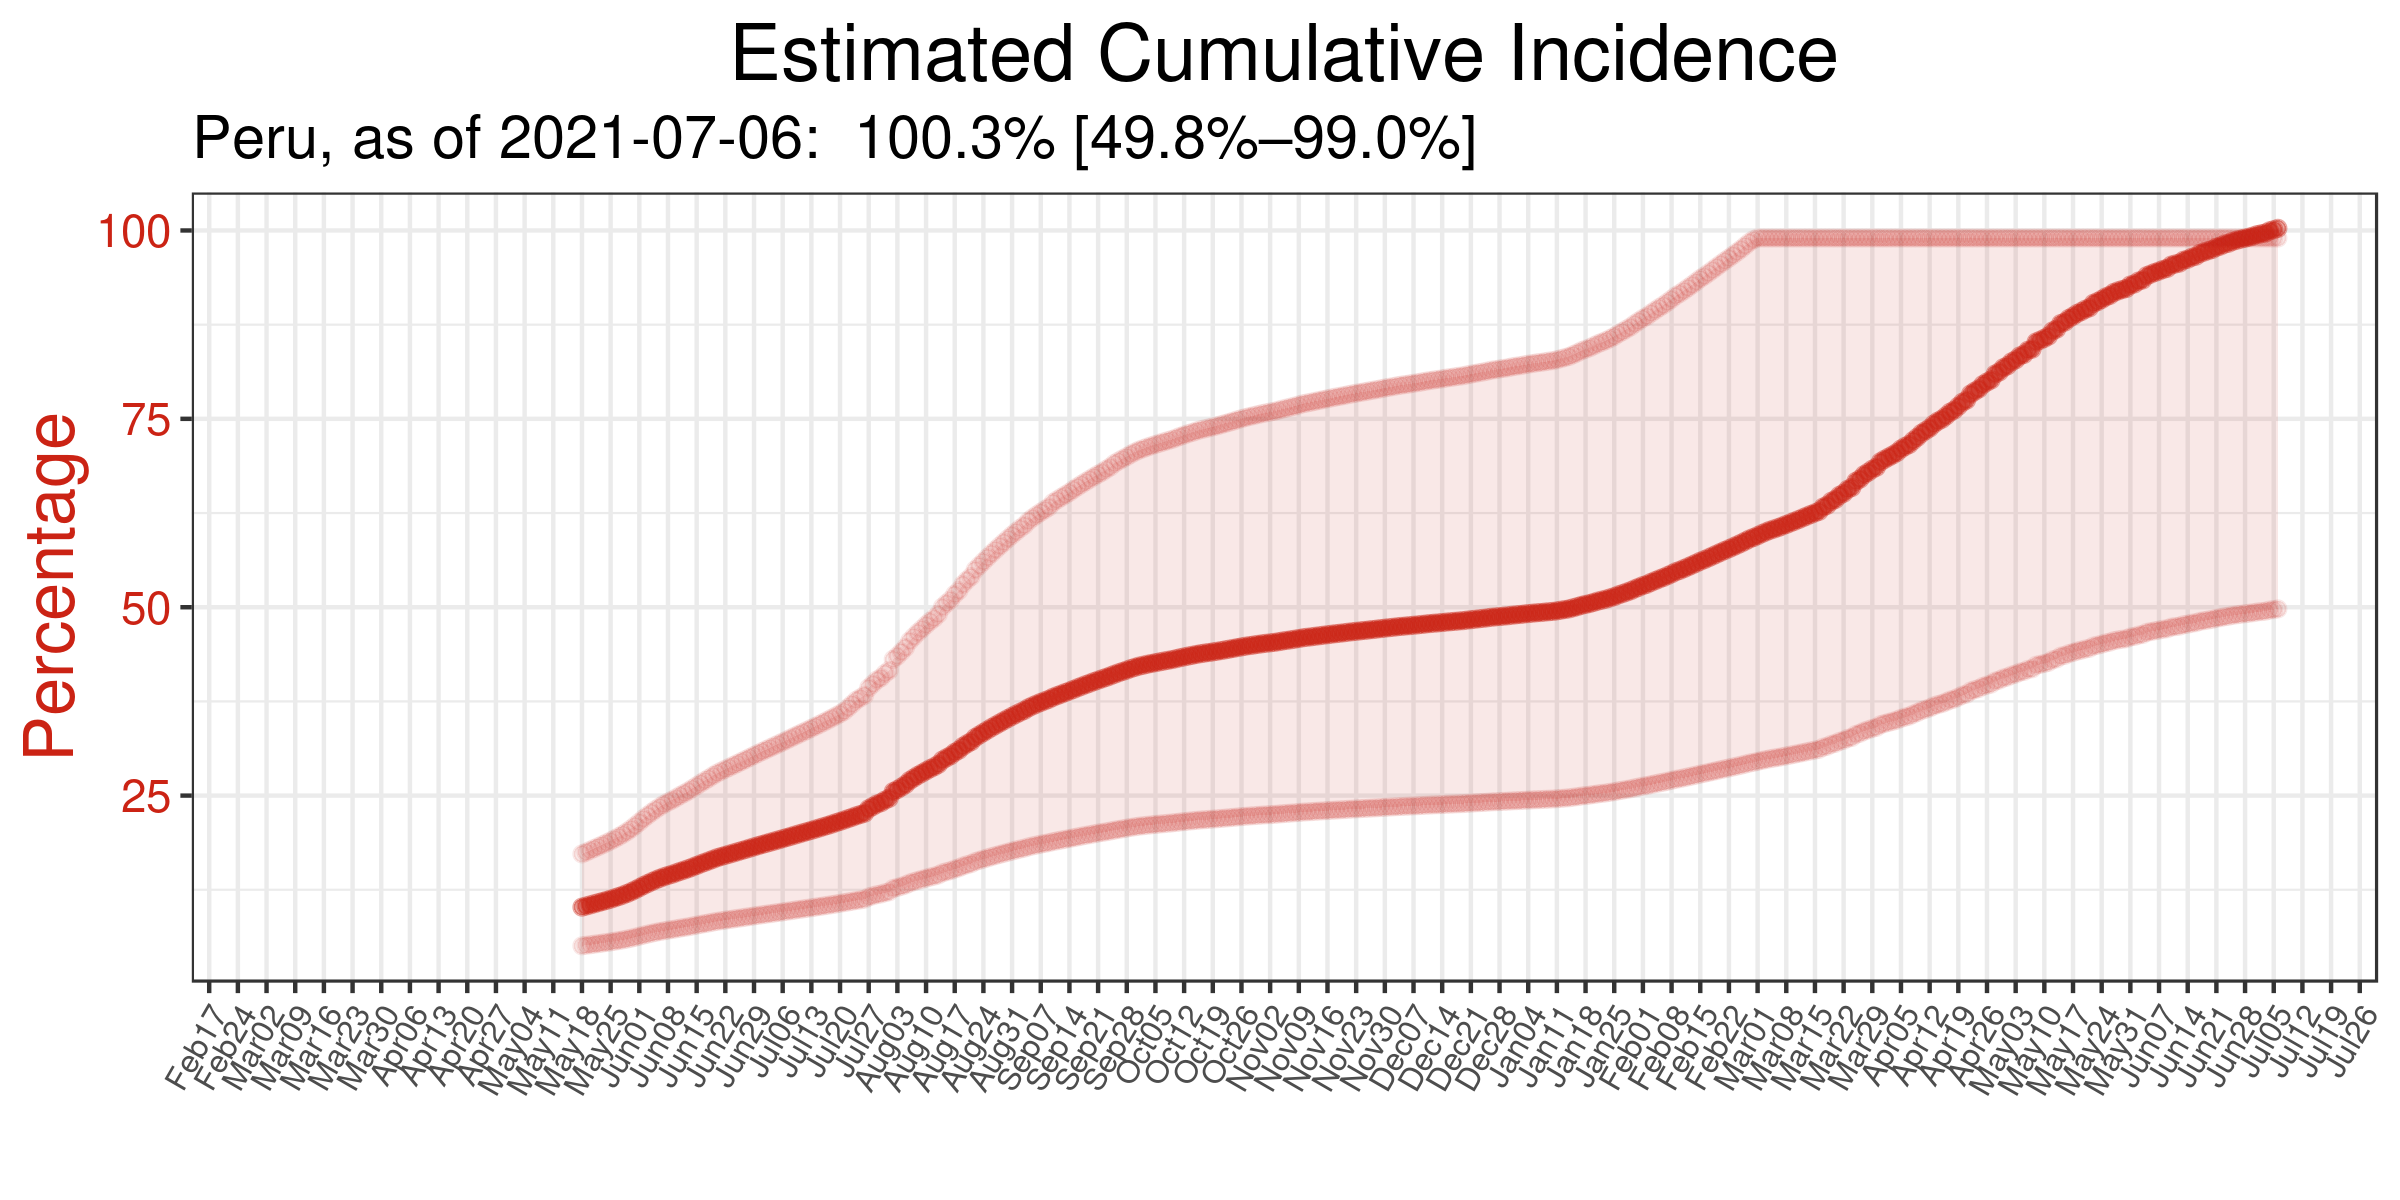 Estimated Cumulative Incidence
Peru, as of 2021-07-06:  100.3% [49.8%–99.0%]
Percentage
100
75
50
25
Feb17
Feb24
Mar02
Mar09
Mar16
Mar23
Mar30
Apr06
Apr13
Apr20
Apr27
May04
May11
May18
May25
Jun01
Jun08
Jun15
Jun22
Jun29
Jul06
Jul13
Jul20
Jul27
Aug03
Aug10
Aug17
Aug24
Aug31
Sep07
Sep14
Sep21
Sep28
Oct05
Oct12
Oct19
Oct26
Nov02
Nov09
Nov16
Nov23
Nov30
Dec07
Dec14
Dec21
Dec28
Jan04
Jan11
Jan18
Jan25
Feb01
Feb08
Feb15
Feb22
Mar01
Mar08
Mar15
Mar22
Mar29
Apr05
Apr12
Apr19
Apr26
May03
May10
May17
May24
May31
Jun07
Jun14
Jun21
Jun28
Jul05
Jul12
Jul19
Jul26